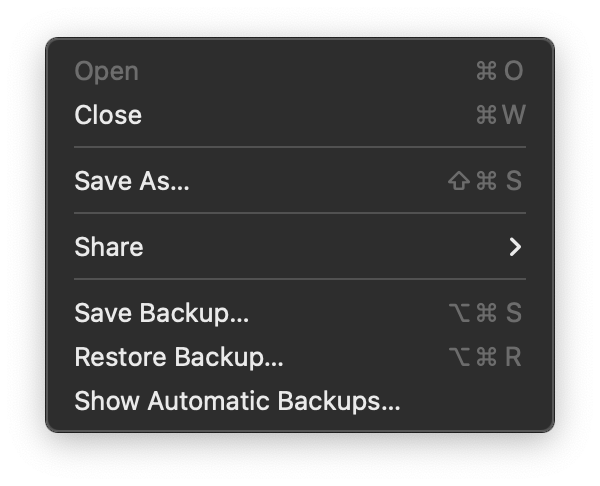 Open ⌘ O
Close ⌘ W
Save As... ⇧ ⌘ S
Share
Save Backup... ⌥ ⌘ S
Restore Backup... ⌥ ⌘ R
Show Automatic Backups...